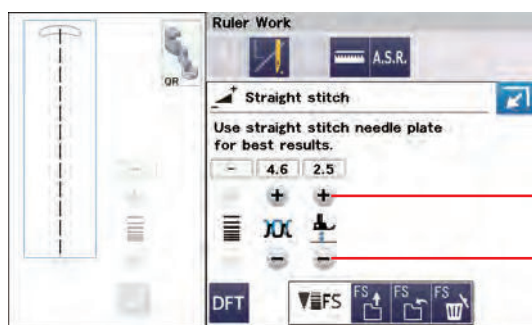 Ruler Work
QR
A.S.R.
Straight stitch
Use straight stitch needle plate
for best results.
- 4.6 2.5
DFT FS FS FS FS